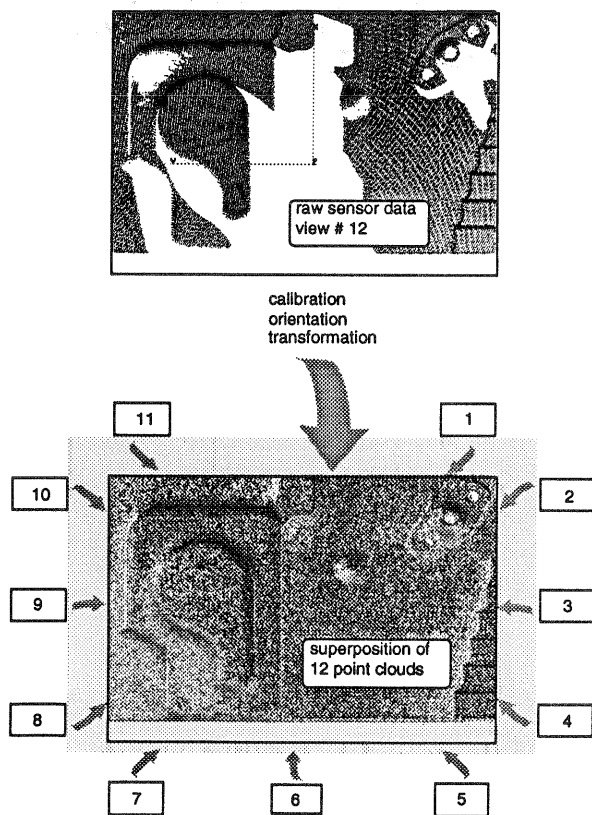 raw sensor data
view # 12
calibration
orientation
transformation
11
1
10
2
9
3
superposition of
12 point clouds
8
4
7
6
5